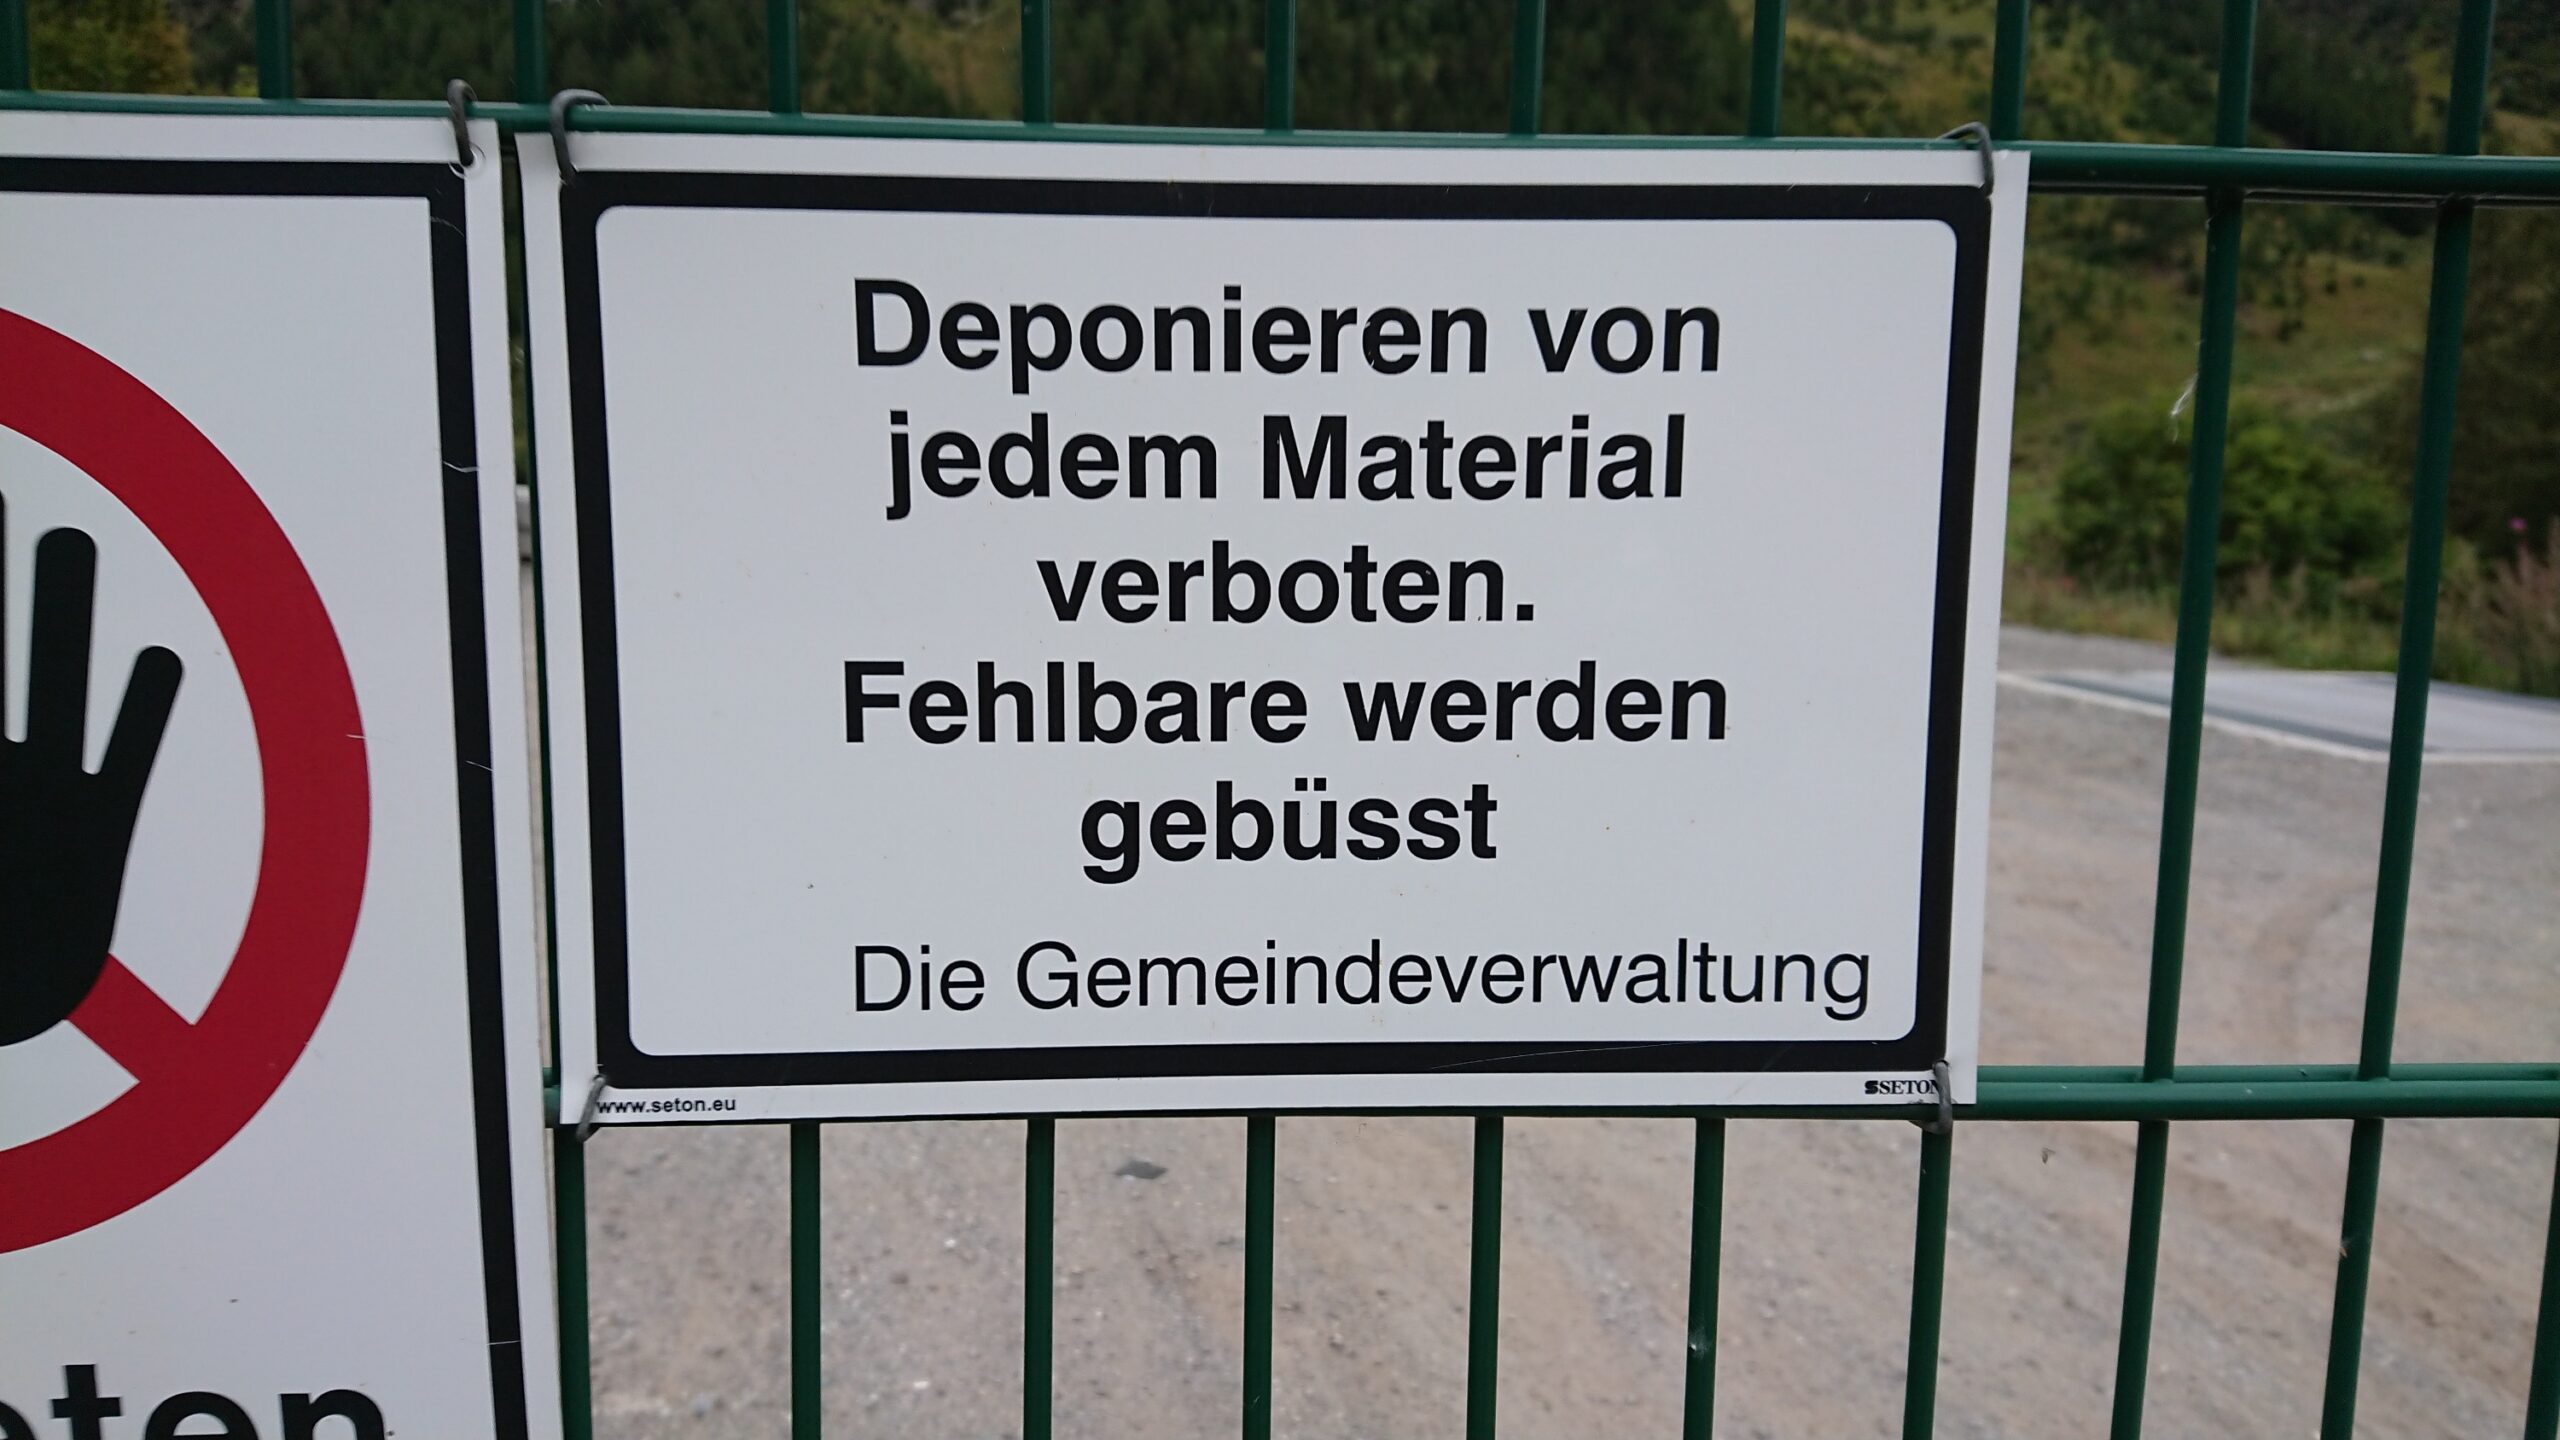 Deponieren von
jedem Material
verboten.
Fehlbare werden
gebüsst
Die Gemeindeverwaltung
www.seton.eu
SETON